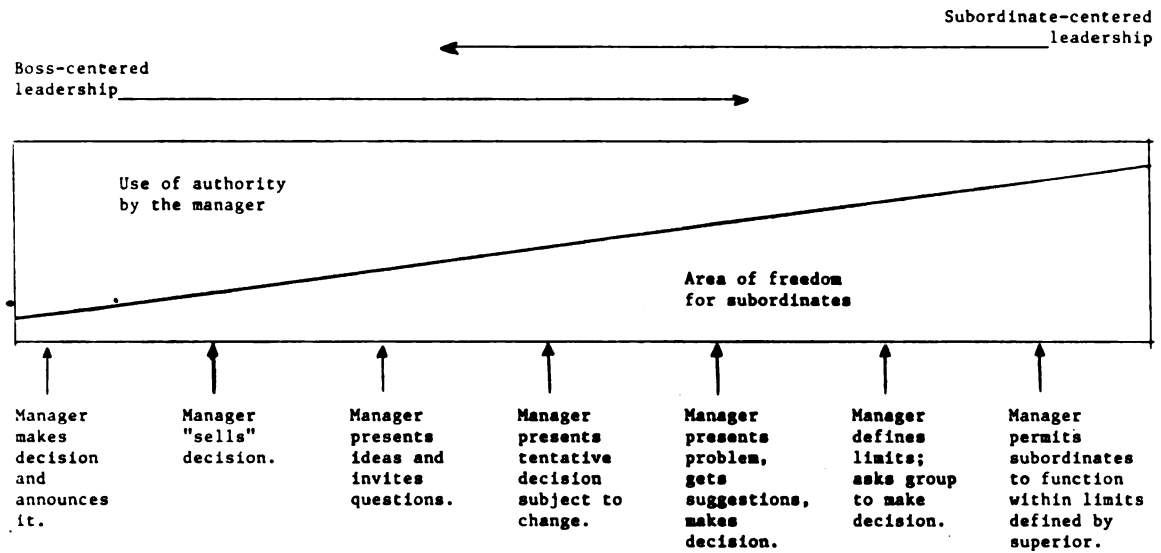 Subordinate-centered
leadership
Boss-centered
leadership
Use of authority
by the manager
Area of freedom
for subordinates
Manager
makes
decision
and
announces
it.
Manager
"sells"
decision.
Manager
presents
ideas and
invites
questions.
Manager
presents
tentative
decision
subject to
change.
Manager
presents
problem,
gets
suggestions,
makes
decision.
Manager
defines
limits;
asks group
to make
decision.
Manager
permits
subordinates
to function
within limits
defined by
superior.